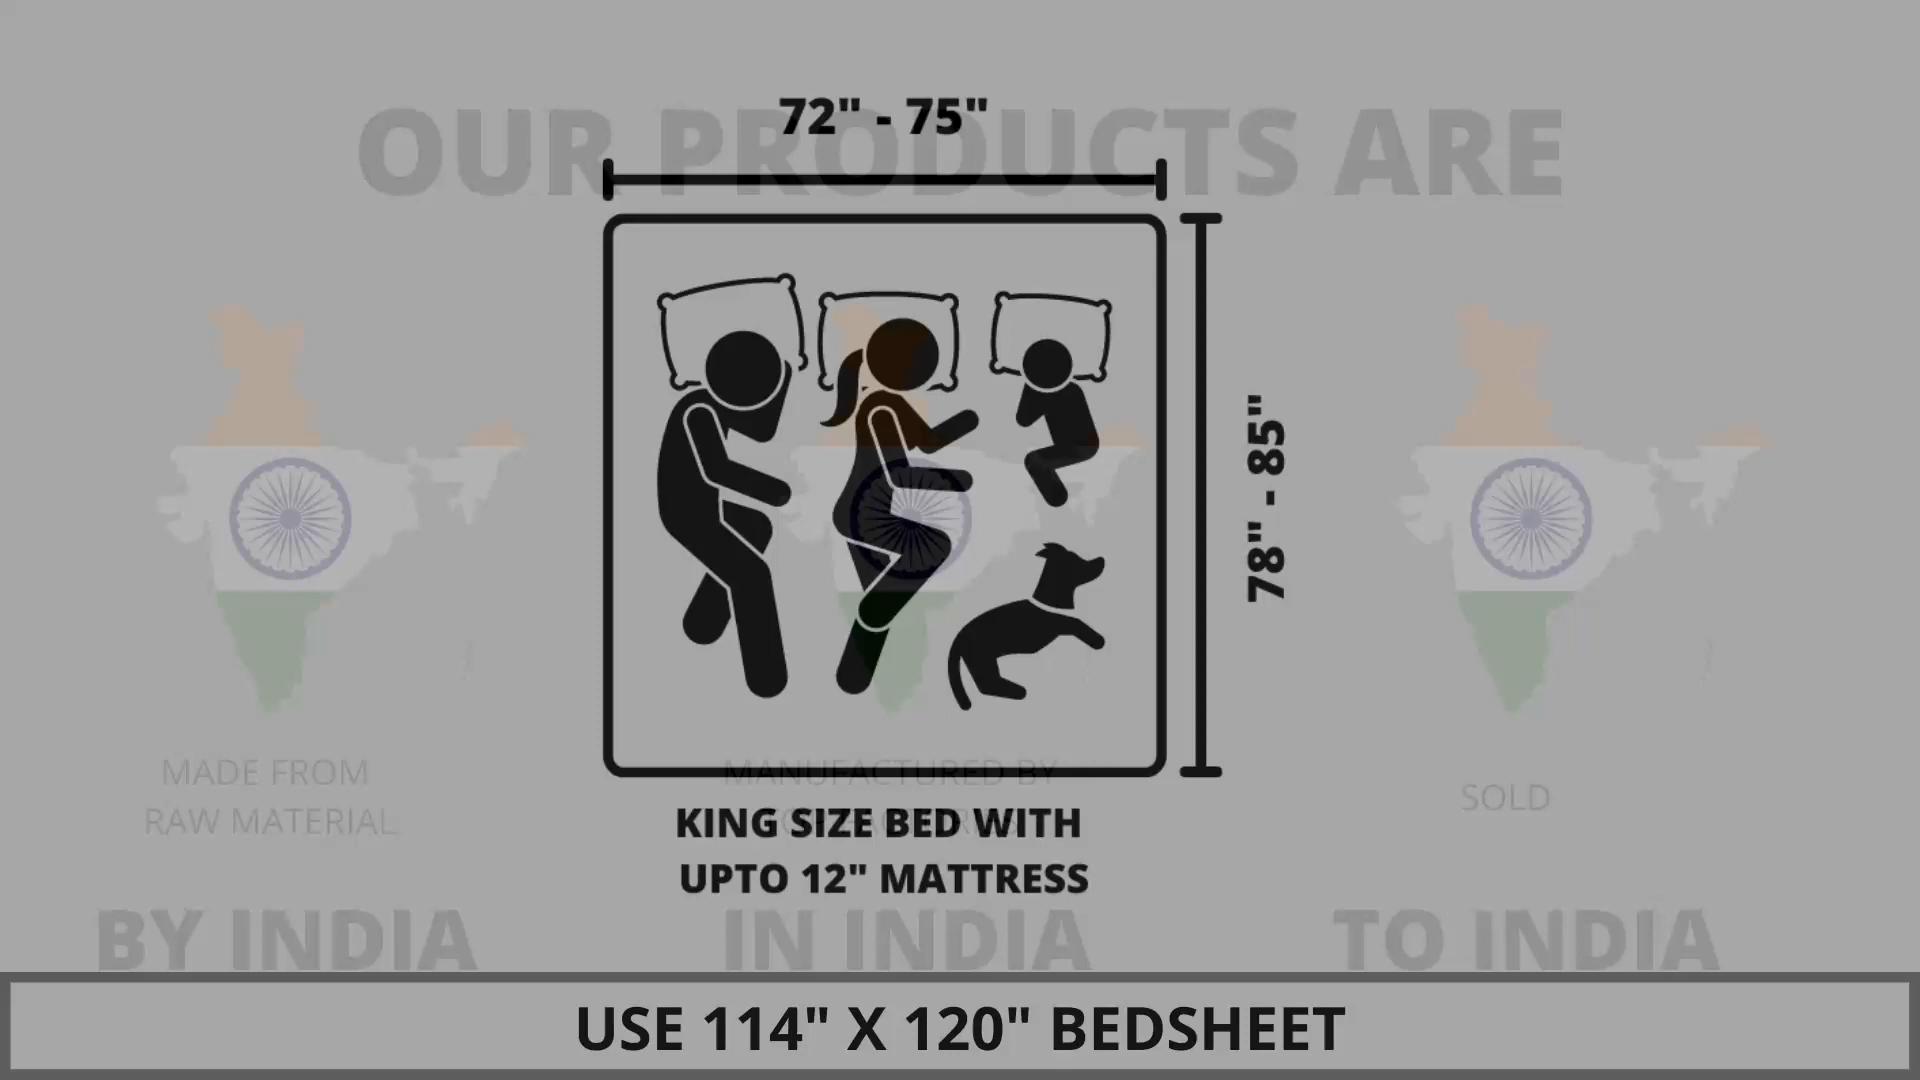 OUR PRODUCTS ARE
72" - 75"
78" - 85"
MADE FROM
RAW MATERIAL
MANUFACTURED BY
SOLD
KING SIZE BED WITH
UPTO 12" MATTRESS
BY INDIA
IN INDIA
TO INDIA
USE 114" X 120" BEDSHEET